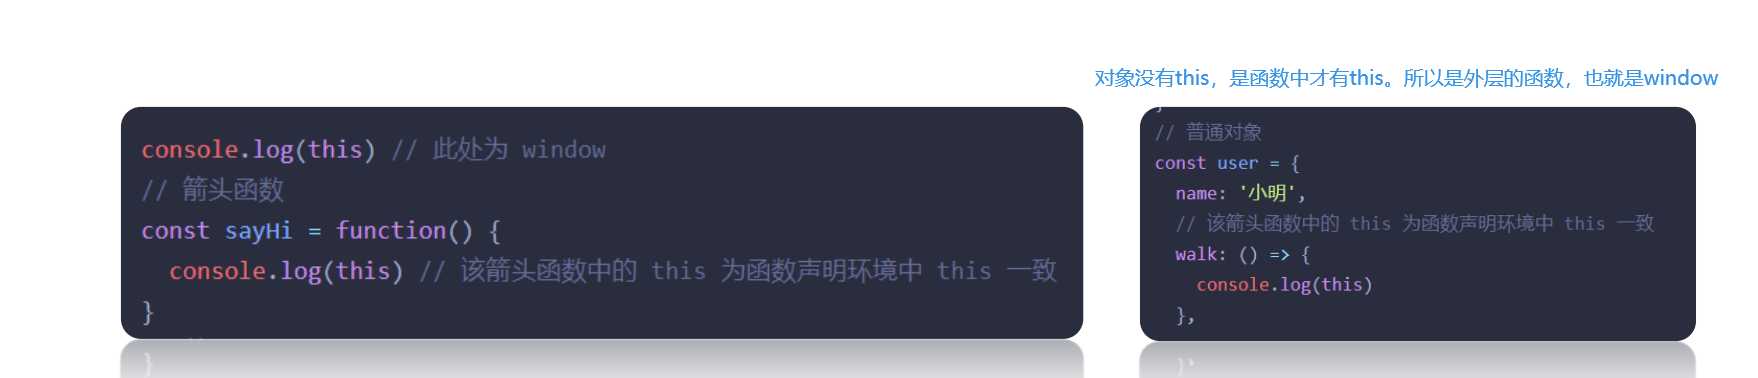 对象没有this，是函数中才有this。所以是外层的函数，也就是window
console.log(this) // 此处为 window
// 箭头函数
const sayHi = function() {
  console.log(this) // 该箭头函数中的 this 为函数声明环境中 this 一致
}
// 普通对象
const user = {
  name: '小明',
  // 该箭头函数中的 this 为函数声明环境中 this 一致
  walk: () => {
    console.log(this)
  },